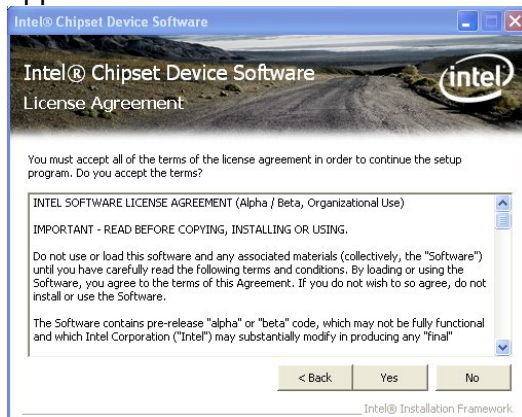 Intel® Chipset Device Software
Intel® Chipset Device Software
intel
License Agreement
You must accept all of the terms of the license agreement in order to continue the setup
program. Do you accept the terms?
INTEL SOFTWARE LICENSE AGREEMENT (Alpha / Beta, Organizational Use)
IMPORTANT - READ BEFORE COPYING, INSTALLING OR USING.
Do not use or load this software and any associated materials (collectively, the "Software")
until you have carefully read the following terms and conditions. By loading or using the
Software, you agree to the terms of this Agreement. If you do not wish to so agree, do not
install or use the Software.
The Software contains pre-release "alpha" or "beta" code, which may not be fully functional
and which Intel Corporation ("Intel") may substantially modify in producing any "final"
< Back Yes No
Intel® Installation Framework